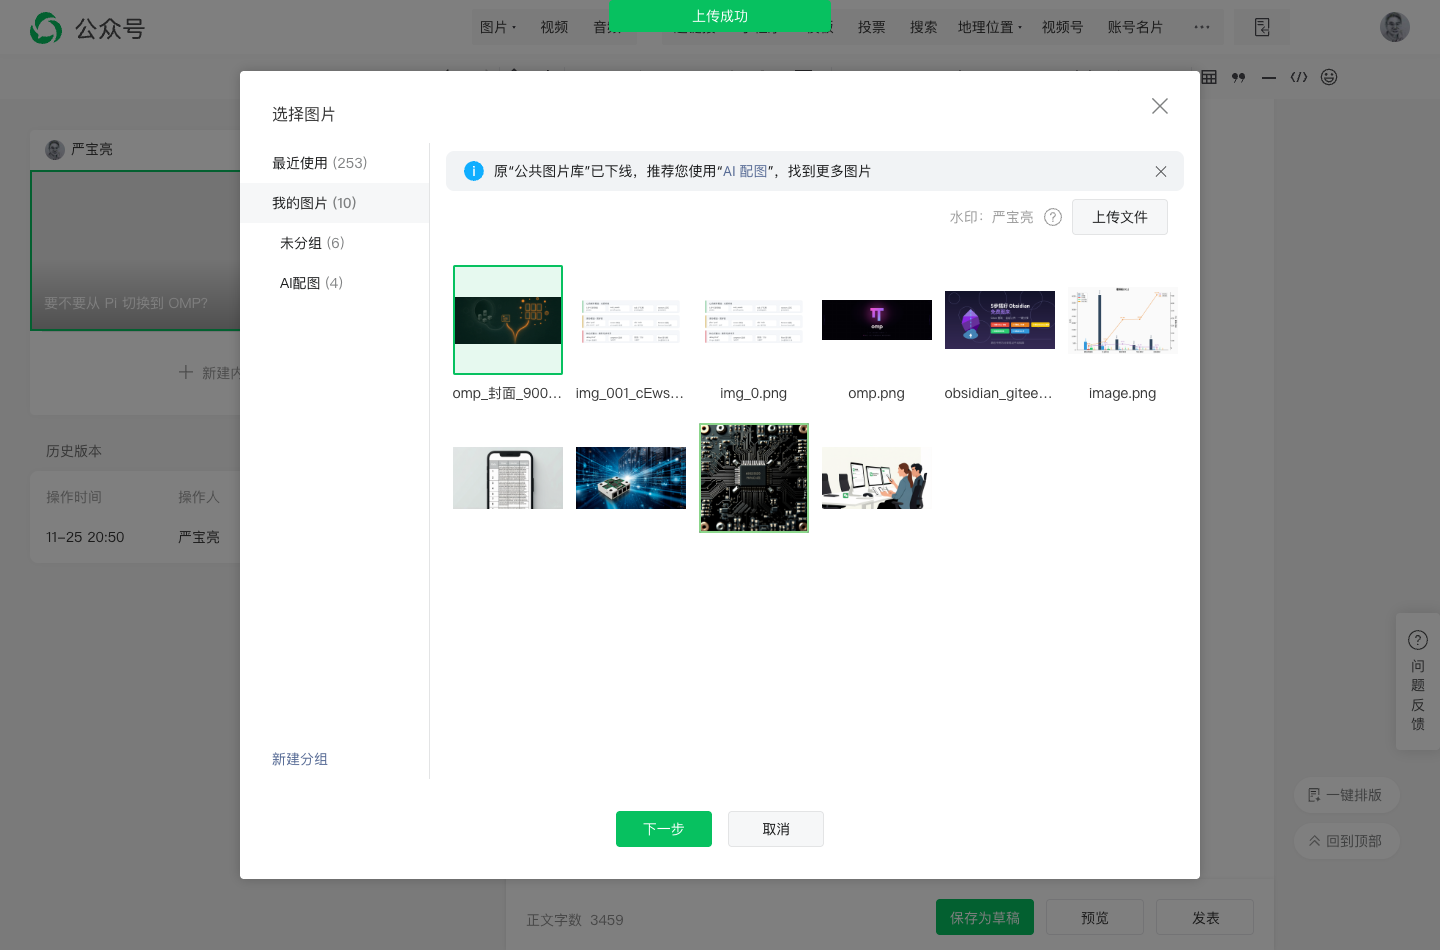 上传成功
公众号
图片
视频
投票
搜索
地理位置
视频号
账号名片
选择图片
严宝亮
要不要从 PI 切换到 OMP?
新建内
历史版本
操作时间 操作人
11-25 20:50 严宝亮
最近使用 (253)
我的图片 (10)
未分组 (6)
AI配图 (4)
新建分组
原“公共图片库”已下线，推荐您使用“AI 配图”，找到更多图片
水印：严宝亮
上传文件
omp
5步搭好 Obsidian
omp_封面_900...
img_001_cEws...
img_0.png
omp.png
obsidian_gitee...
image.png
下一步
取消
问题反馈
一键排版
回到顶部
正文字数 3459
保存为草稿
预览
发表